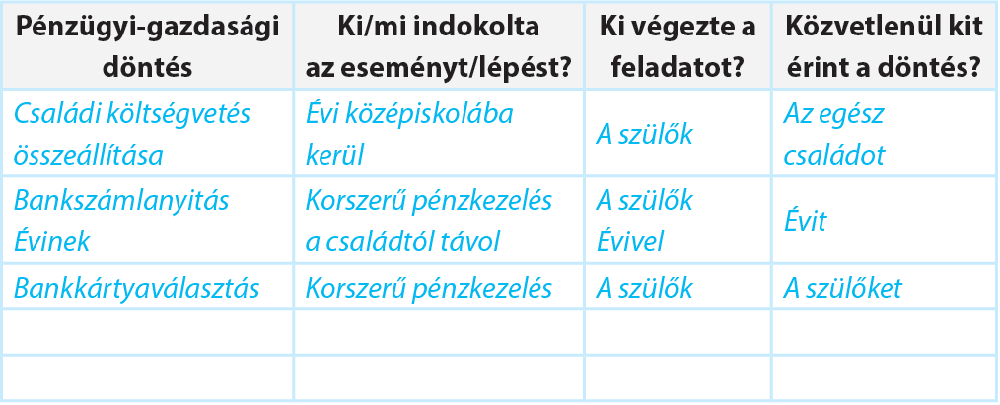 Pénzügyi-gazdasági
döntés
Ki/mi indokolta
az eseményt/lépést?
Ki végezte a
feladatot?
Közvetlenül kit
érint a döntés?
Családi költségvetés
összeállítása
Évi középiskolába
kerül
A szülők
Az egész
családot
Bankszámlanyitás
Évinek
Korszerű pénzkezelés
a családtól távol
A szülők
Évivel
Évit
Bankkártyaválasztás
Korszerű pénzkezelés
A szülők
A szülőket